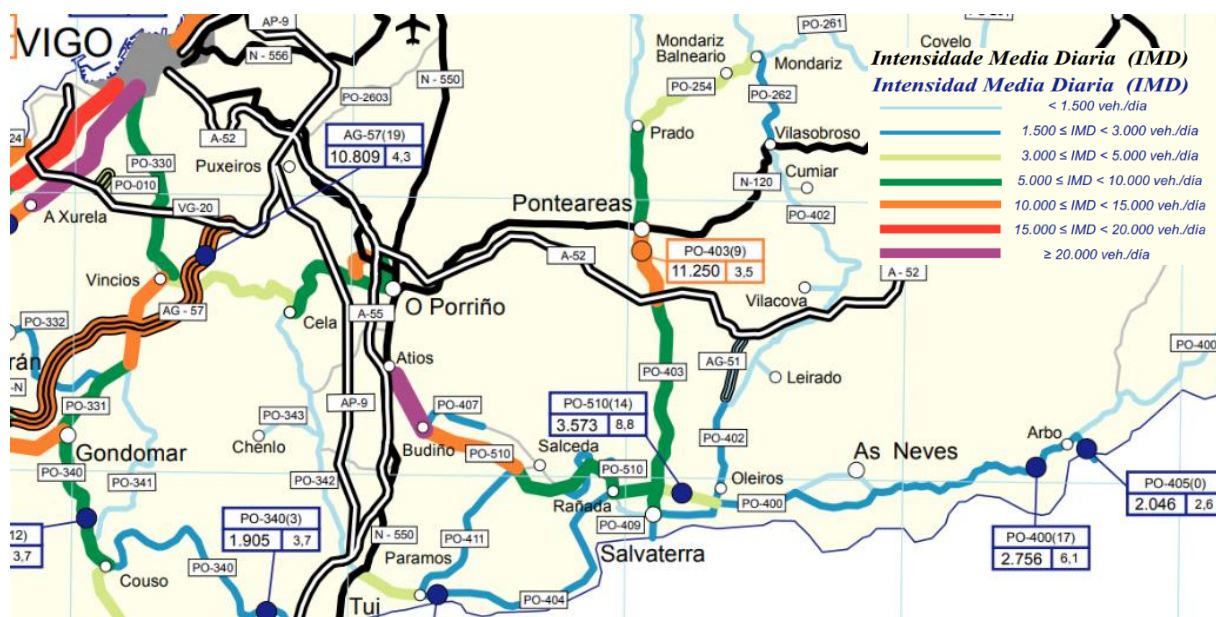 VIGO
AP-9
N - 556
N - 550
PO-2603
A-52
AG-57(19)
10.809 4,3
Puxeiros
PO-330
PO-010
A Xurela
VG-20
24
Vincios
AG - 57
PO-332
rán
-N
PO-331
Gondomar
PO-340
PO-341
12)
3,7
Couso
PO-340
PO-340(3)
1.905 3,7
Cela
PO-343
Chenlo
PO-342
AP-9
A-55
O Porriño
Atios
PO-407
Budiño
PO-510
N - 550
Paramos
PO-411
Tui
PO-404
PO-261
Mondariz
Balneario
Mondariz
PO-254
PO-262
Prado
Vilasobroso
Cumiar
N-120
PO-402
Ponteareas
PO-403(9)
11.250 3,5
A-52
A - 52
Vilacova
AG-51
Leirado
PO-403
PO-510(14)
3.573 8,8
Salceda
PO-510
Rañada
PO-409
Salvaterra
PO-402
Oleiros
PO-400
As Neves
Arbo
PO-400
PO-405(0)
2.046 2,6
PO-400(17)
2.756 6,1
Covelo
Intensidade Media Diaria (IMD)
Intensidad Media Diaria (IMD)
< 1.500 veh./día
1.500 ≤ IMD < 3.000 veh./día
3.000 ≤ IMD < 5.000 veh./día
5.000 ≤ IMD < 10.000 veh./día
10.000 ≤ IMD < 15.000 veh./día
15.000 ≤ IMD < 20.000 veh./día
≥ 20.000 veh./día